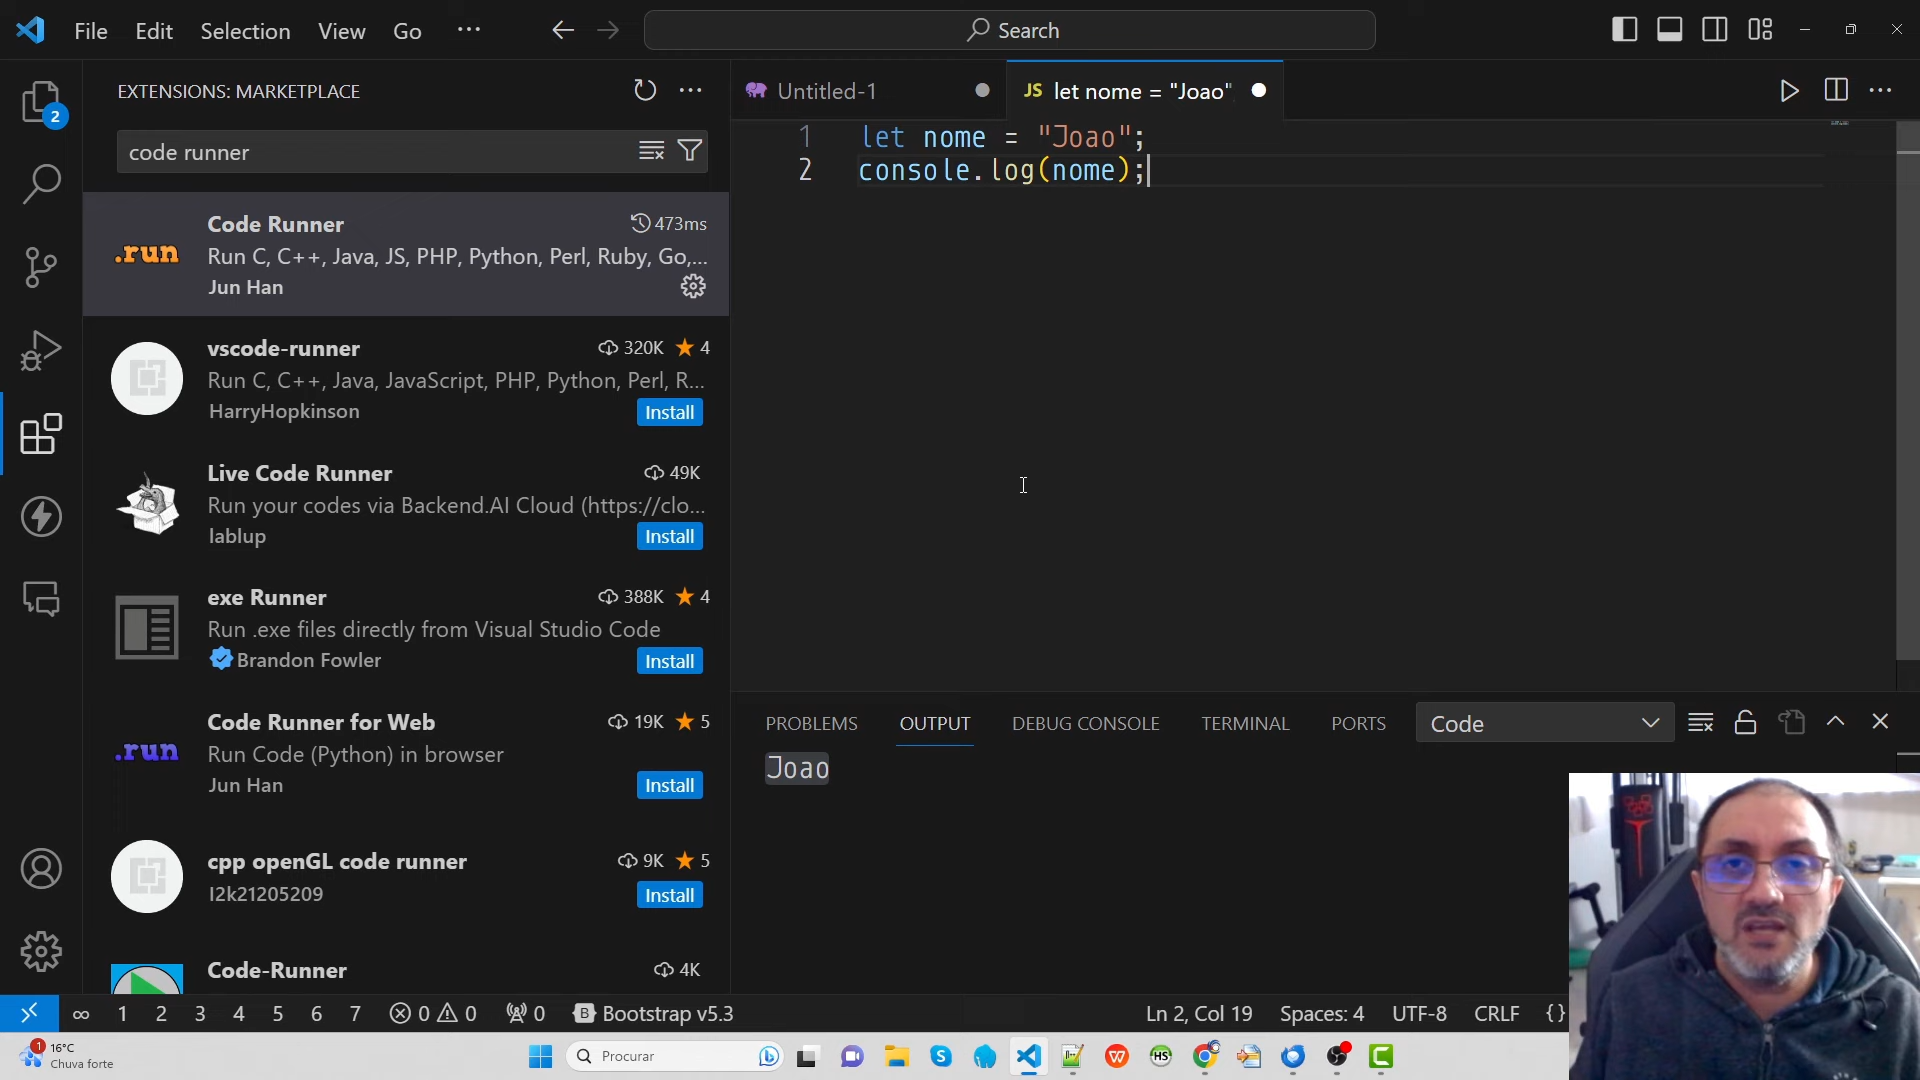 File Edit Selection View Go ···
Search
EXTENSIONS: MARKETPLACE
code runner
.run
Code Runner 473ms
Run C, C++, Java, JS, PHP, Python, Perl, Ruby, Go,...
Jun Han
vscode-runner 320K 4
Run C, C++, Java, JavaScript, PHP, Python, Perl, R...
HarryHopkinson Install
Live Code Runner 49K
Run your codes via Backend.AI Cloud (https://clo...
lablup Install
exe Runner 388K 4
Run .exe files directly from Visual Studio Code
Brandon Fowler Install
.run
Code Runner for Web 19K 5
Run Code (Python) in browser
Jun Han Install
cpp openGL code runner 9K 5
l2k21205209 Install
Code-Runner 4K
2
Untitled-1
JS let nome = "Joao"
1 let nome = "Joao";
2 console.log(nome);
PROBLEMS OUTPUT DEBUG CONSOLE TERMINAL PORTS Code
Joao
∞ 1 2 3 4 5 6 7 0 0 0 B Bootstrap v5.3 Ln 2, Col 19 Spaces: 4 UTF-8 CRLF {}
1 16°C
Chuva forte
Procurar
S W HS C